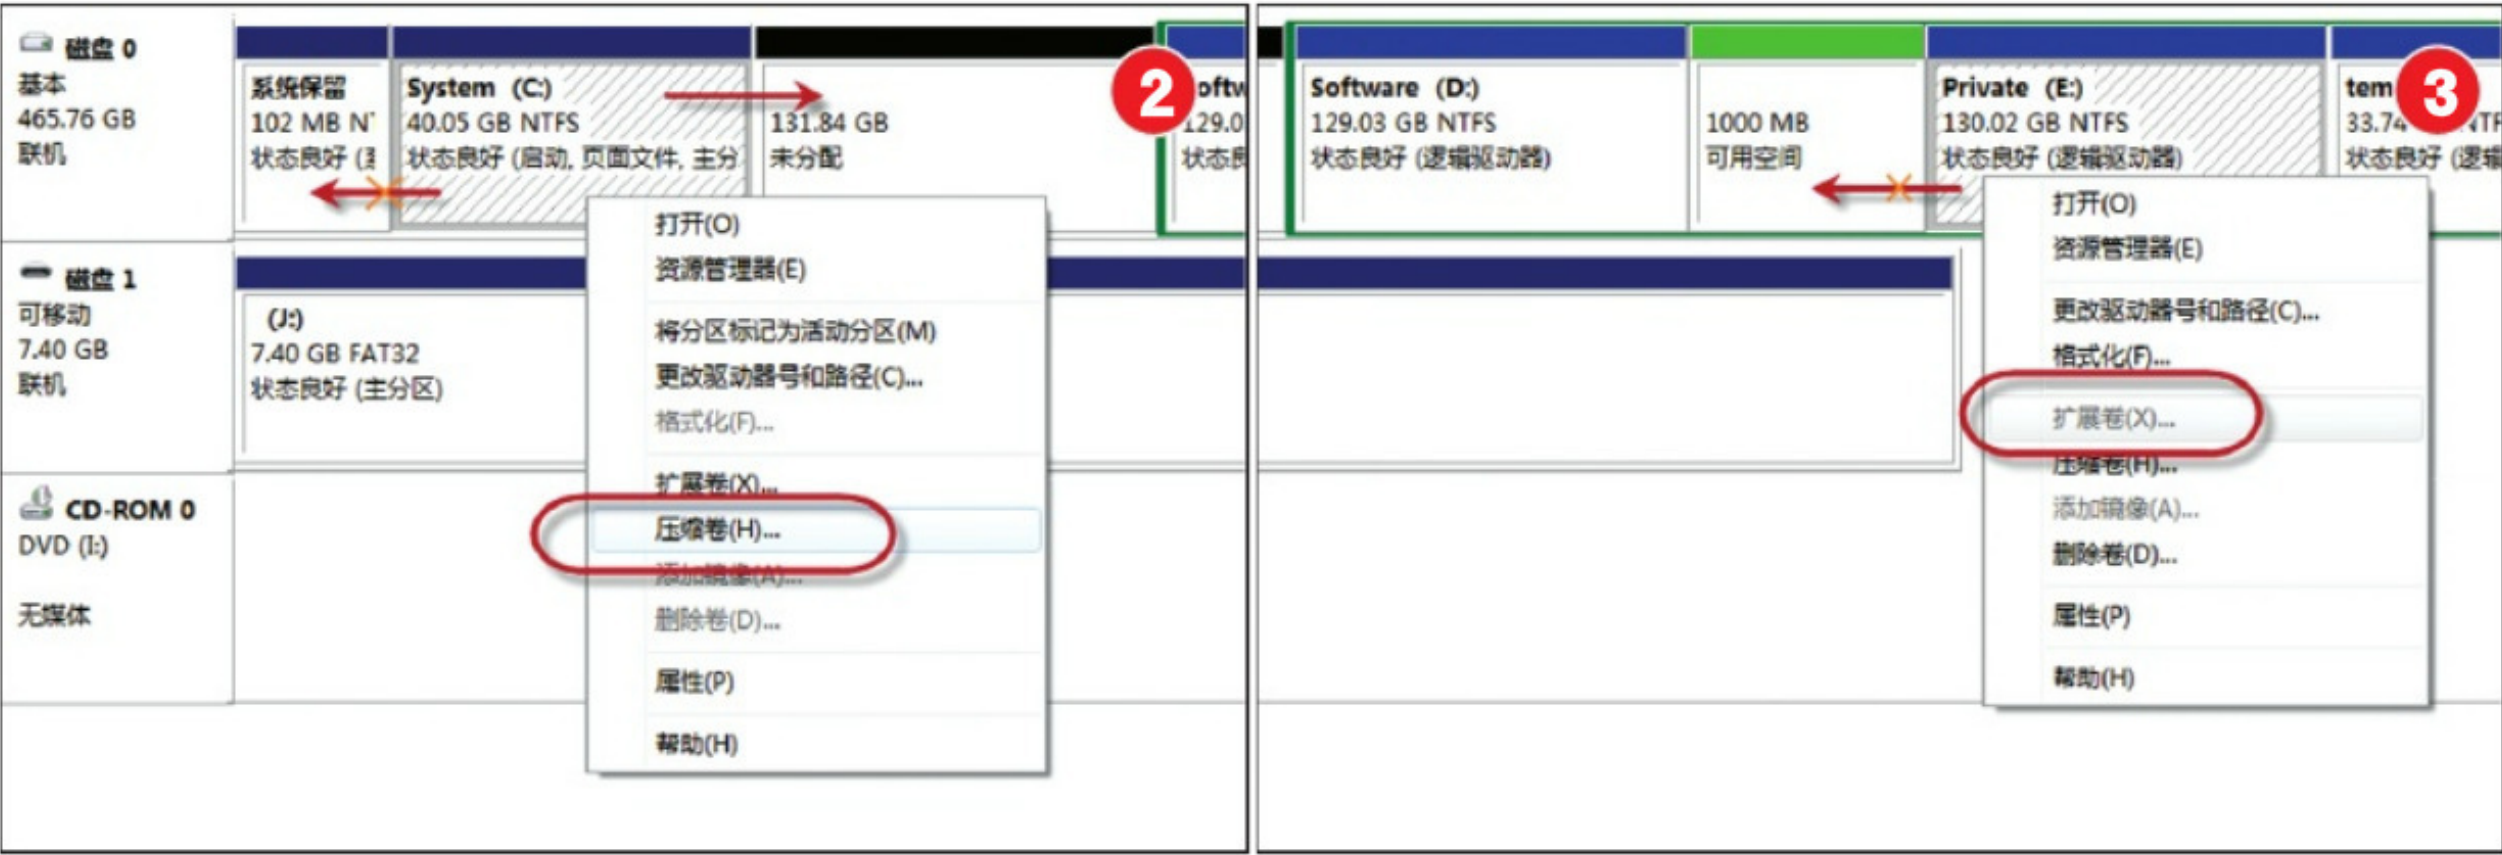 磁盘 0
基本
465.76 GB
联机
系统保留
102 MB N
状态良好 (
System (C:)
40.05 GB NTFS
状态良好 (启动, 页面文件, 主分
131.84 GB
未分配
2
oftw
129.0
状态良
打开(O)
资源管理器(E)
将分区标记为活动分区(M)
更改驱动器号和路径(C)...
格式化(F)...
扩展卷(X)...
压缩卷(H)...
添加镜像(A)...
删除卷(D)...
属性(P)
帮助(H)
磁盘 1
可移动
7.40 GB
联机
(J:)
7.40 GB FAT32
状态良好 (主分区)
CD-ROM 0
DVD (I:)
无媒体
Software (D:)
129.03 GB NTFS
状态良好 (逻辑驱动器)
1000 MB
可用空间
Private (E:)
130.02 GB NTFS
状态良好 (逻辑驱动器)
tem
33.74 NTF
状态良好 (逻辑
3
打开(O)
资源管理器(E)
更改驱动器号和路径(C)...
格式化(F)...
扩展卷(X)...
压缩卷(H)...
添加镜像(A)...
删除卷(D)...
属性(P)
帮助(H)